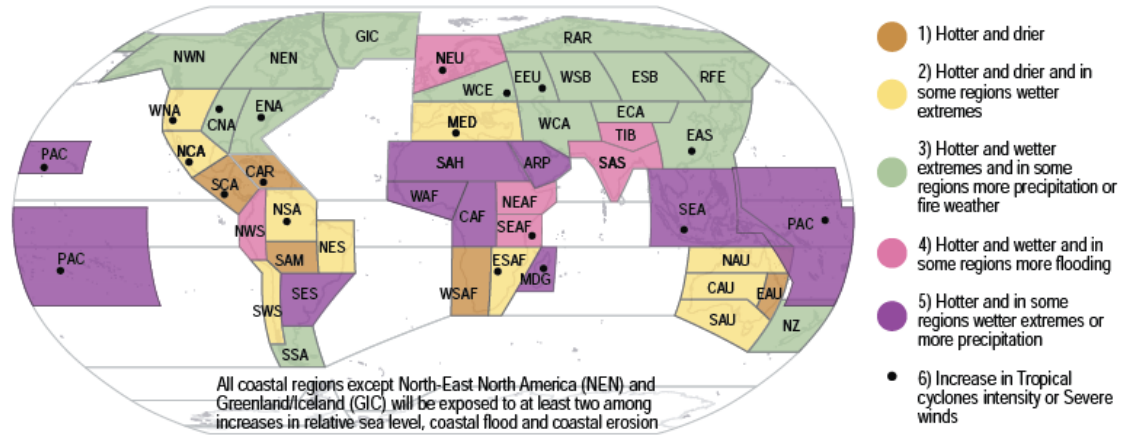 GIC
NWN
NEN
RAR
NEU
EEU
WSB
ESB
RFE
WCE
WNA
CNA
ENA
MED
WCA
ECA
TIB
EAS
NCA
PAC
SAH
ARP
SAS
SCA
CAR
WAF
CAF
NEAF
SEA
PAC
NSA
NWS
SEAF
NES
PAC
SAM
ESAF
MDG
NAU
SES
WSAF
CAU
EAU
SWS
SAU
NZ
SSA
All coastal regions except North-East North America (NEN) and
Greenland/Iceland (GIC) will be exposed to at least two among
increases in relative sea level, coastal flood and coastal erosion
1) Hotter and drier
2) Hotter and drier and in
some regions wetter
extremes
3) Hotter and wetter
extremes and in some
regions more precipitation or
fire weather
4) Hotter and wetter and in
some regions more flooding
5) Hotter and in some
regions wetter extremes or
more precipitation
6) Increase in Tropical
cyclones intensity or Severe
winds